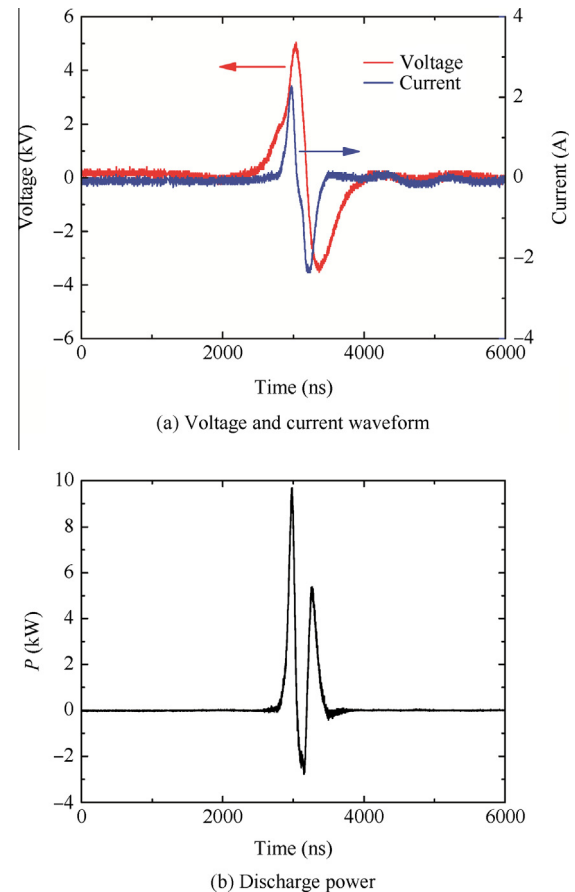 6
4
2
0
−2
−4
−6
Voltage (kV)
Voltage
Current
4
2
0
−2
−4
Current (A)
0 2000 4000 6000
Time (ns)
(a) Voltage and current waveform
10
8
6
4
2
0
−2
−4
P (kW)
0 2000 4000 6000
Time (ns)
(b) Discharge power